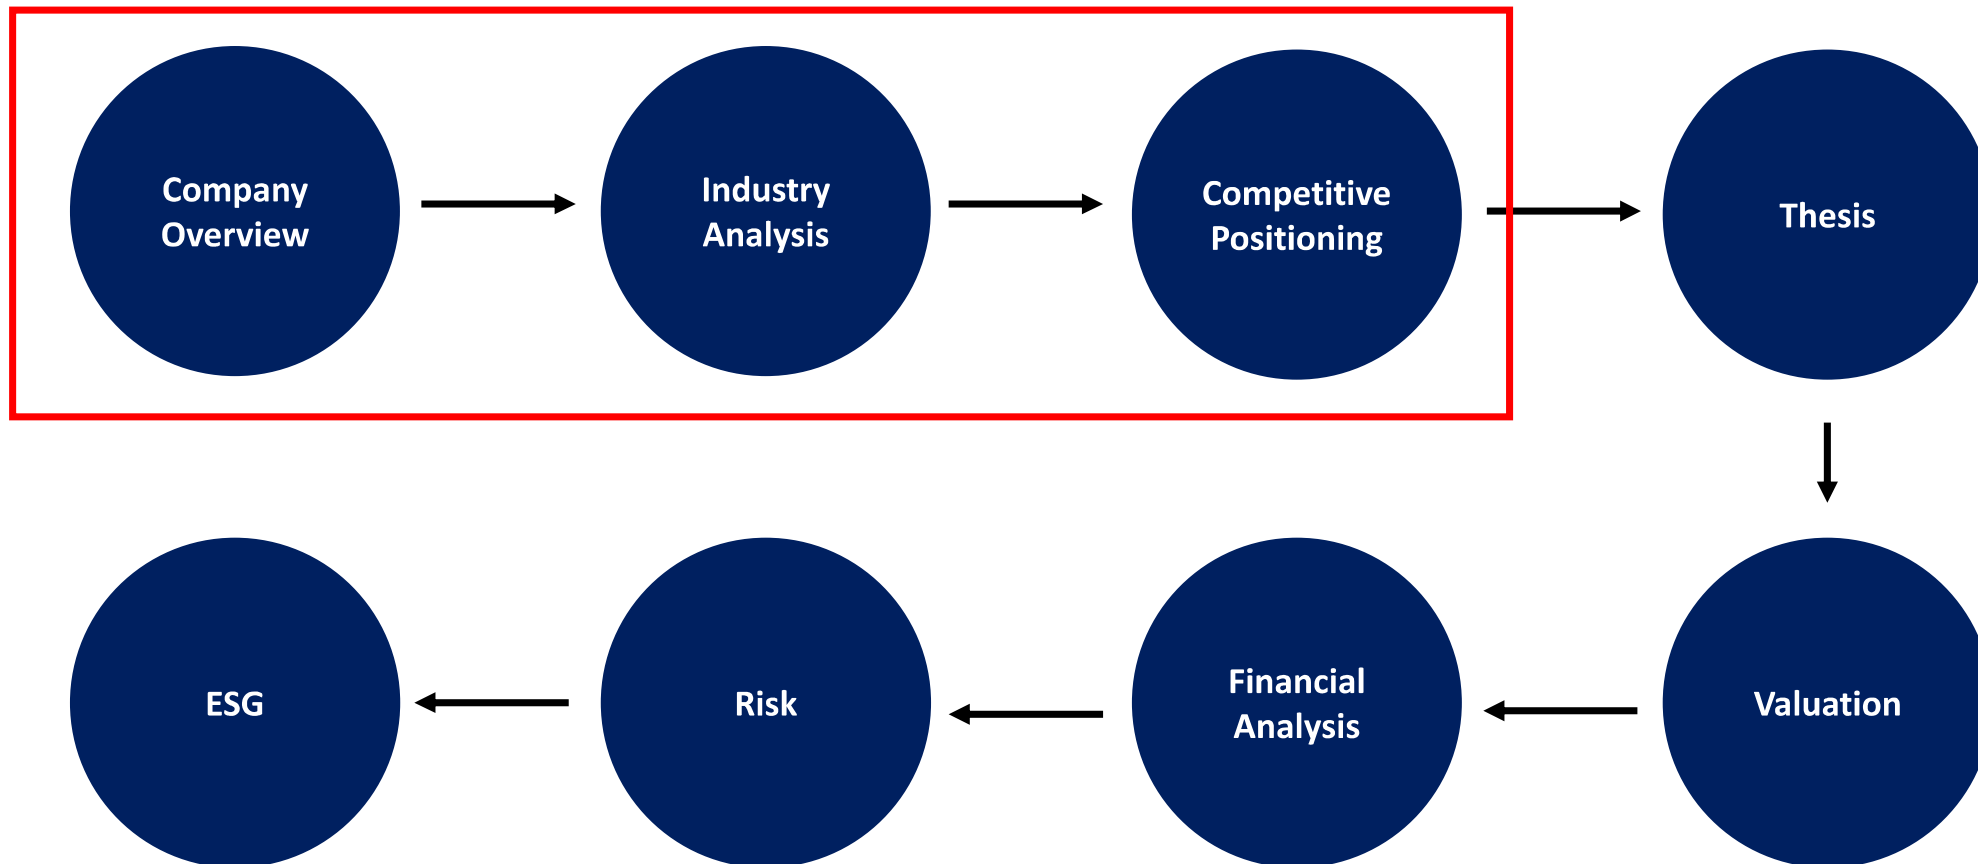 Company
Overview
Industry
Analysis
Competitive
Positioning
Thesis
ESG
Risk
Financial
Analysis
Valuation